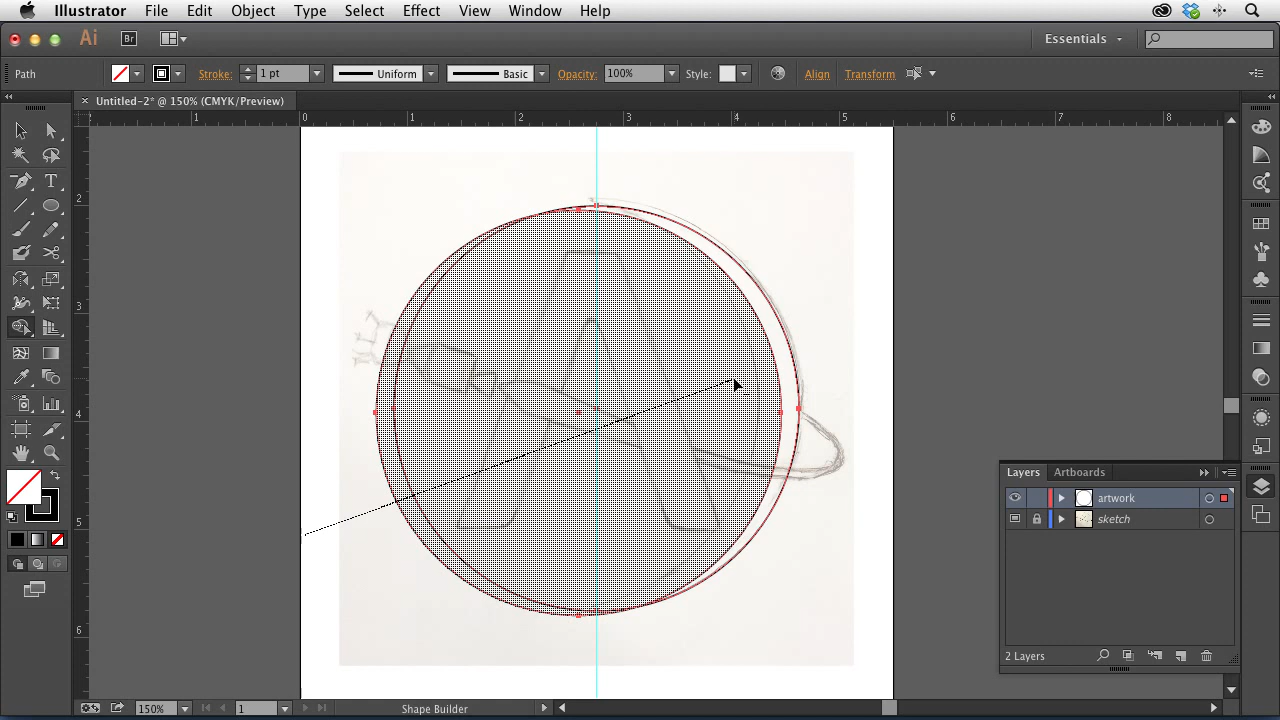 Illustrator File Edit Object Type Select Effect View Window Help
Ai Br Essentials
Path Stroke: 1 pt Uniform Basic Opacity: 100% Style: Align Transform
× Untitled-2* @ 150% (CMYK/Preview)
1 0 1 2 3 4 5 6 7 8
2
3
4
5
6
T
Layers Artboards
artwork
sketch
2 Layers
150% 1 Shape Builder